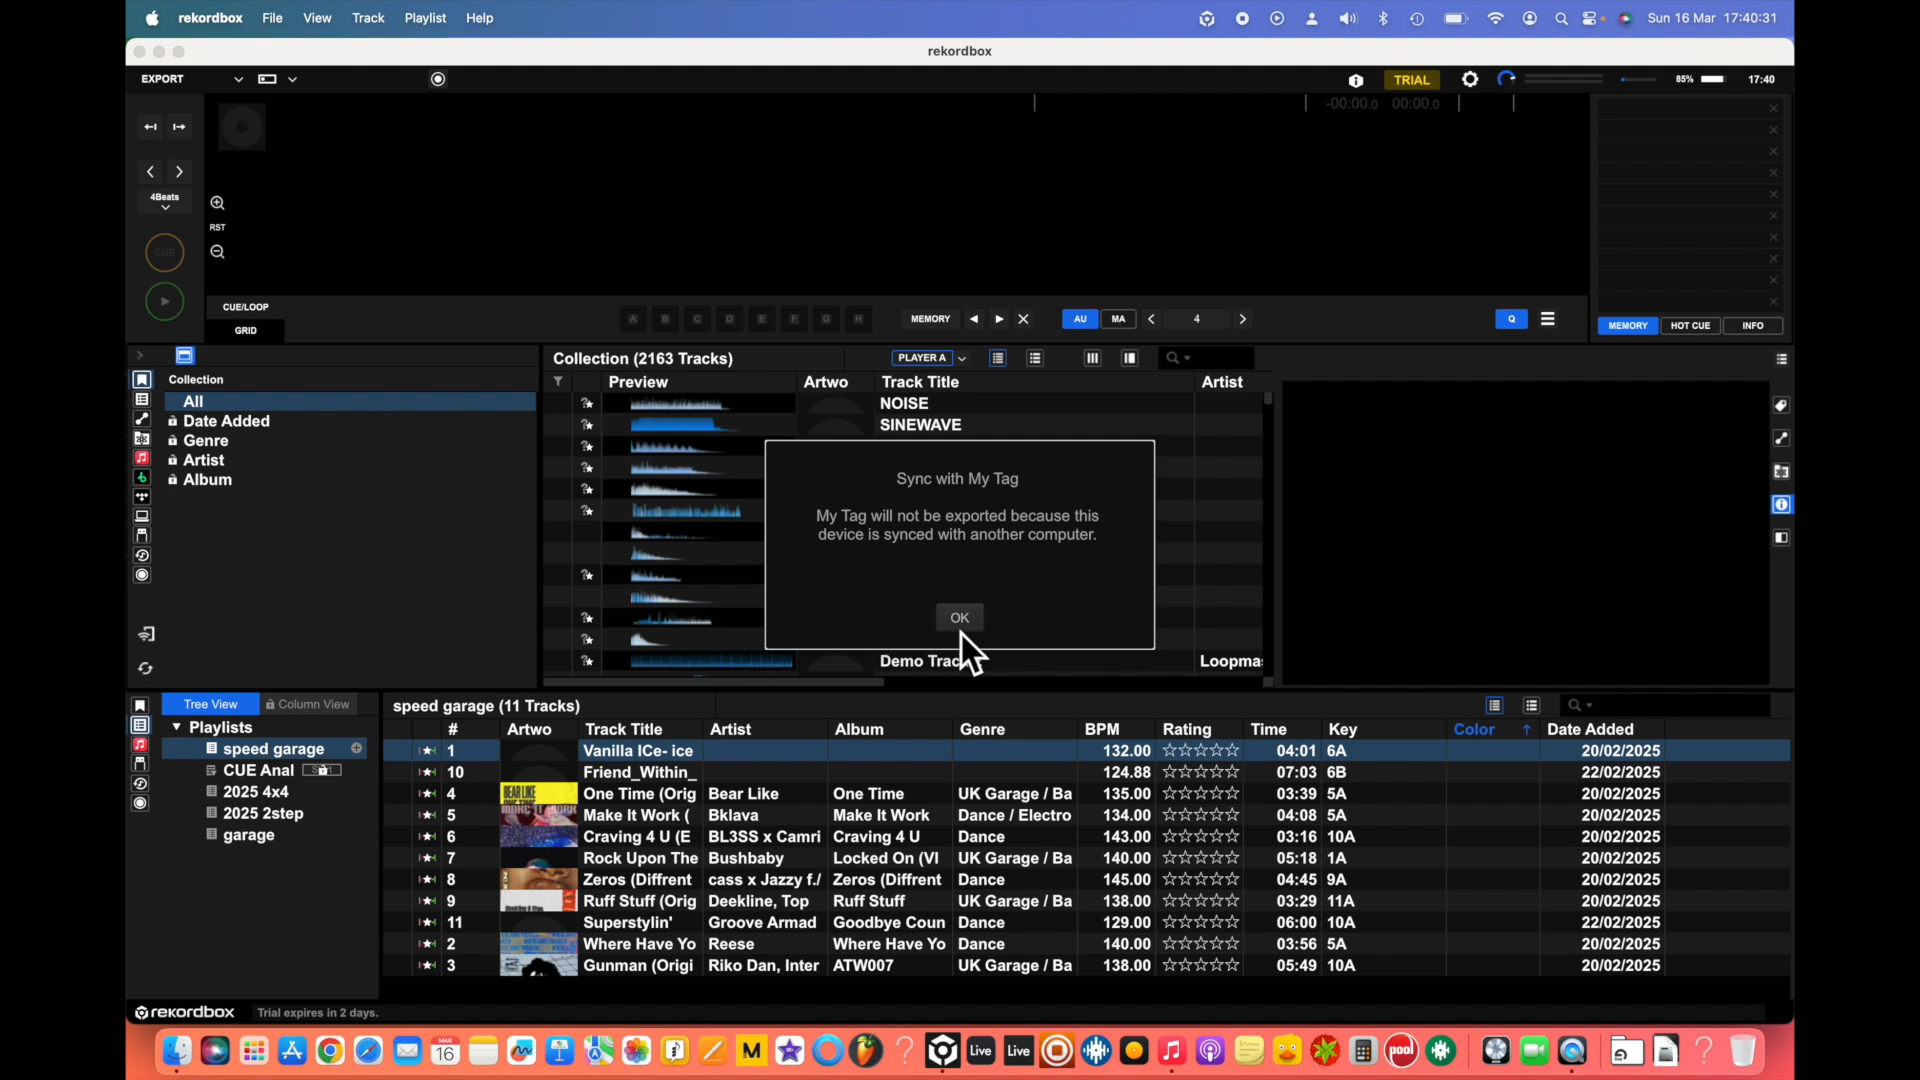 rekordbox File View Track Playlist Help Sun 16 Mar 17:40:31
rekordbox
EXPORT TRIAL 85% 17:40
-00:00.0 00:00.0
4Beats
RST
CUE
CUE/LOOP
GRID
A B C D E F G H MEMORY AU MA 4 Q
MEMORY HOT CUE INFO
Collection (2163 Tracks) PLAYER A
Collection
All
Date Added
Genre
Artist
Album
Preview Artwo Track Title Artist
NOISE
SINEWAVE
Sync with My Tag
My Tag will not be exported because this
device is synced with another computer.
OK
Demo Trac Loopma
Tree View Column View
Playlists
speed garage
CUE Anal
2025 4x4
2025 2step
garage
speed garage (11 Tracks)
# Artwo Track Title Artist Album Genre BPM Rating Time Key Color Date Added
1 Vanilla ICe- ice 132.00 04:01 6A 20/02/2025
10 Friend_Within_ 124.88 07:03 6B 22/02/2025
4 One Time (Orig Bear Like One Time UK Garage / Ba 135.00 03:39 5A 20/02/2025
5 Make It Work ( Bklava Make It Work Dance / Electro 134.00 04:08 5A 20/02/2025
6 Craving 4 U (E BL3SS x Camri Craving 4 U Dance 143.00 03:16 10A 20/02/2025
7 Rock Upon The Bushbaby Locked On (VI UK Garage / Ba 140.00 05:18 1A 20/02/2025
8 Zeros (Diffrent cass x Jazzy f./ Zeros (Diffrent Dance 145.00 04:45 9A 20/02/2025
9 Ruff Stuff (Orig Deekline, Top Ruff Stuff UK Garage / Ba 138.00 03:29 11A 20/02/2025
11 Superstylin' Groove Armad Goodbye Coun Dance 129.00 06:00 10A 22/02/2025
2 Where Have Yo Reese Where Have Yo Dance 140.00 03:56 5A 20/02/2025
3 Gunman (Origi Riko Dan, Inter ATW007 UK Garage / Ba 138.00 05:49 10A 20/02/2025
rekordbox Trial expires in 2 days.
MAR
16
M
Live
Live
pool